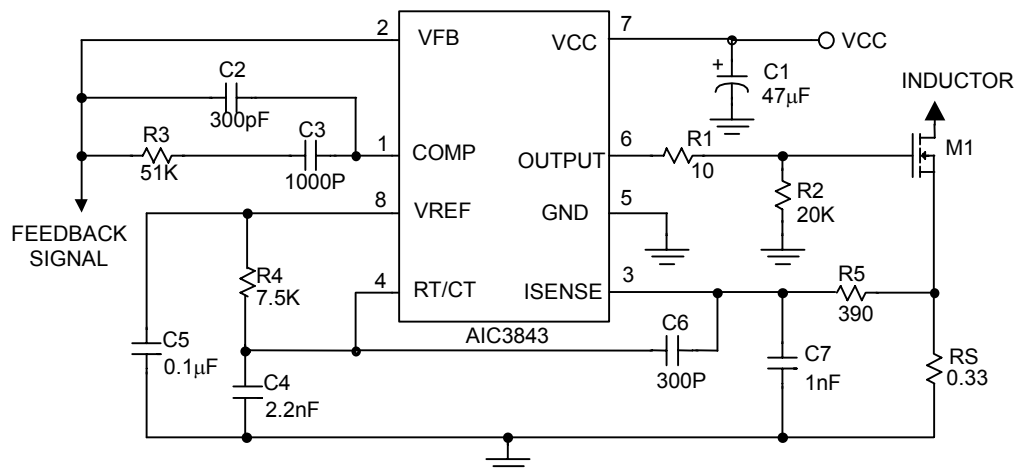 2
VFB
VCC
7
VCC
C2
300pF
+
C1
47μF
INDUCTOR
R3
51K
C3
1000P
1
COMP
OUTPUT
6
R1
10
M1
R2
20K
8
VREF
GND
5
FEEDBACK
SIGNAL
R4
7.5K
4
RT/CT
ISENSE
3
R5
390
AIC3843
C5
0.1μF
C6
300P
C7
1nF
RS
0.33
C4
2.2nF